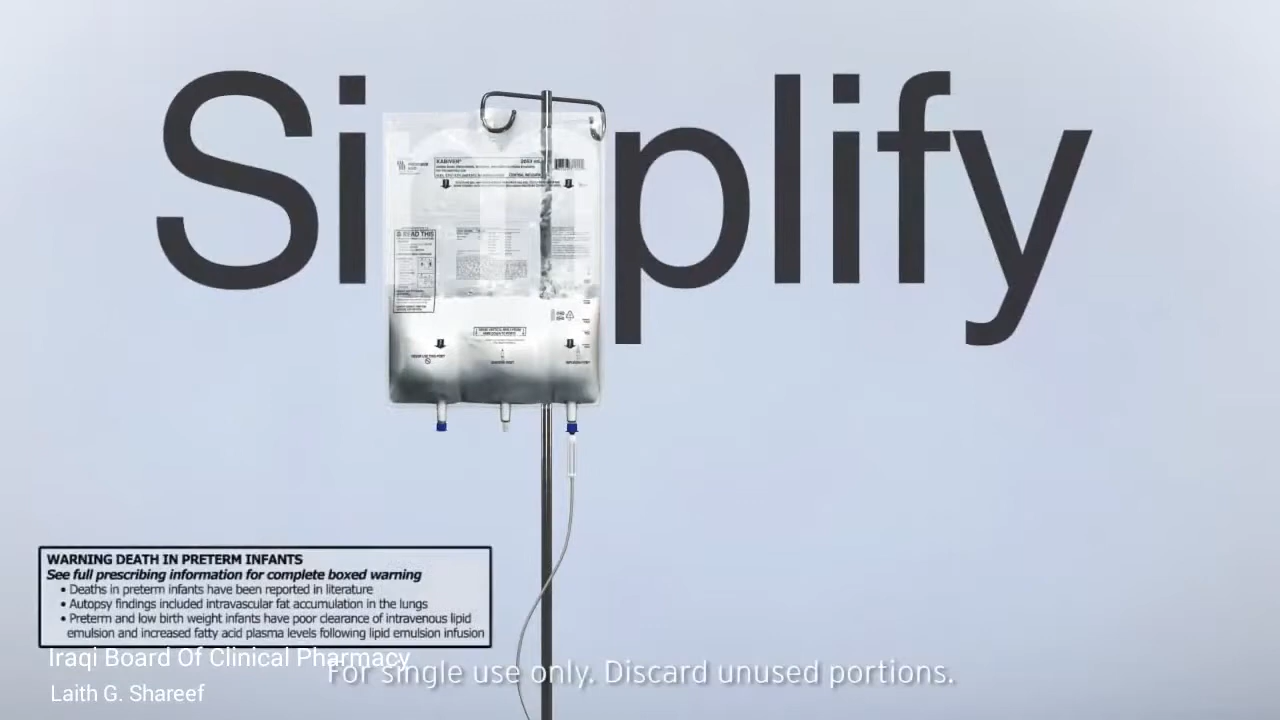 Simplify
KABIVEN
READ THIS
WARNING DEATH IN PRETERM INFANTS
See full prescribing information for complete boxed warning
• Deaths in preterm infants have been reported in literature
• Autopsy findings included intravascular fat accumulation in the lungs
• Preterm and low birth weight infants have poor clearance of intravenous lipid
emulsion and increased fatty acid plasma levels following lipid emulsion infusion
Iraqi Board Of Clinical Pharmacy
For single use only. Discard unused portions.
Laith G. Shareef